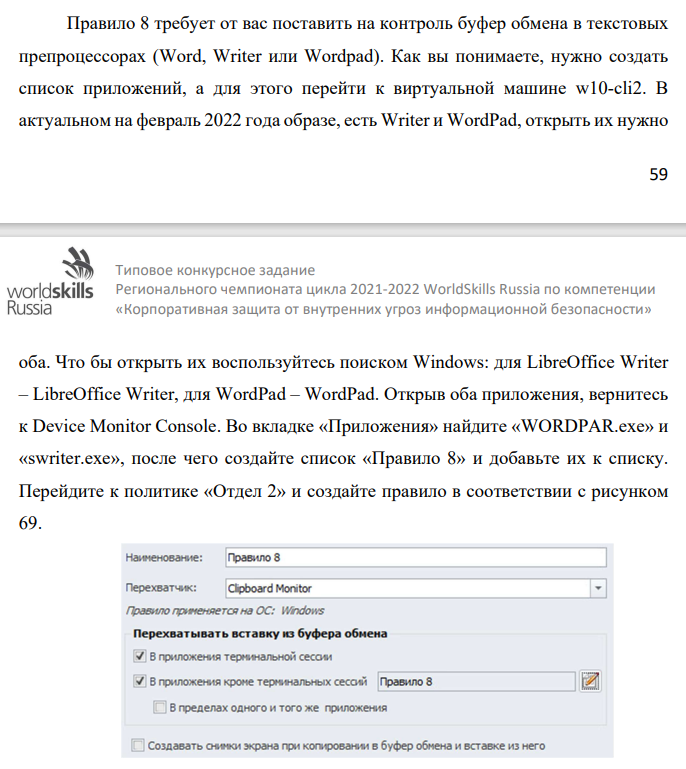 Правило 8 требует от вас поставить на контроль буфер обмена в текстовых
препроцессорах (Word, Writer или Wordpad). Как вы понимаете, нужно создать
список приложений, а для этого перейти к виртуальной машине w10-cli2. В
актуальном на февраль 2022 года образе, есть Writer и WordPad, открыть их нужно
59
worldskills
Russia
Типовое конкурсное задание
Регионального чемпионата цикла 2021-2022 WorldSkills Russia по компетенции
«Корпоративная защита от внутренних угроз информационной безопасности»
оба. Что бы открыть их воспользуйтесь поиском Windows: для LibreOffice Writer
– LibreOffice Writer, для WordPad – WordPad. Открыв оба приложения, вернитесь
к Device Monitor Console. Во вкладке «Приложения» найдите «WORDPAR.exe» и
«swriter.exe», после чего создайте список «Правило 8» и добавьте их к списку.
Перейдите к политике «Отдел 2» и создайте правило в соответствии с рисунком
69.
Наименование: Правило 8
Перехватчик: Clipboard Monitor
Правило применяется на ОС: Windows
Перехватывать вставку из буфера обмена
В приложения терминальной сессии
В приложения кроме терминальных сессий Правило 8
В пределах одного и того же приложения
Создавать снимки экрана при копировании в буфер обмена и вставке из него